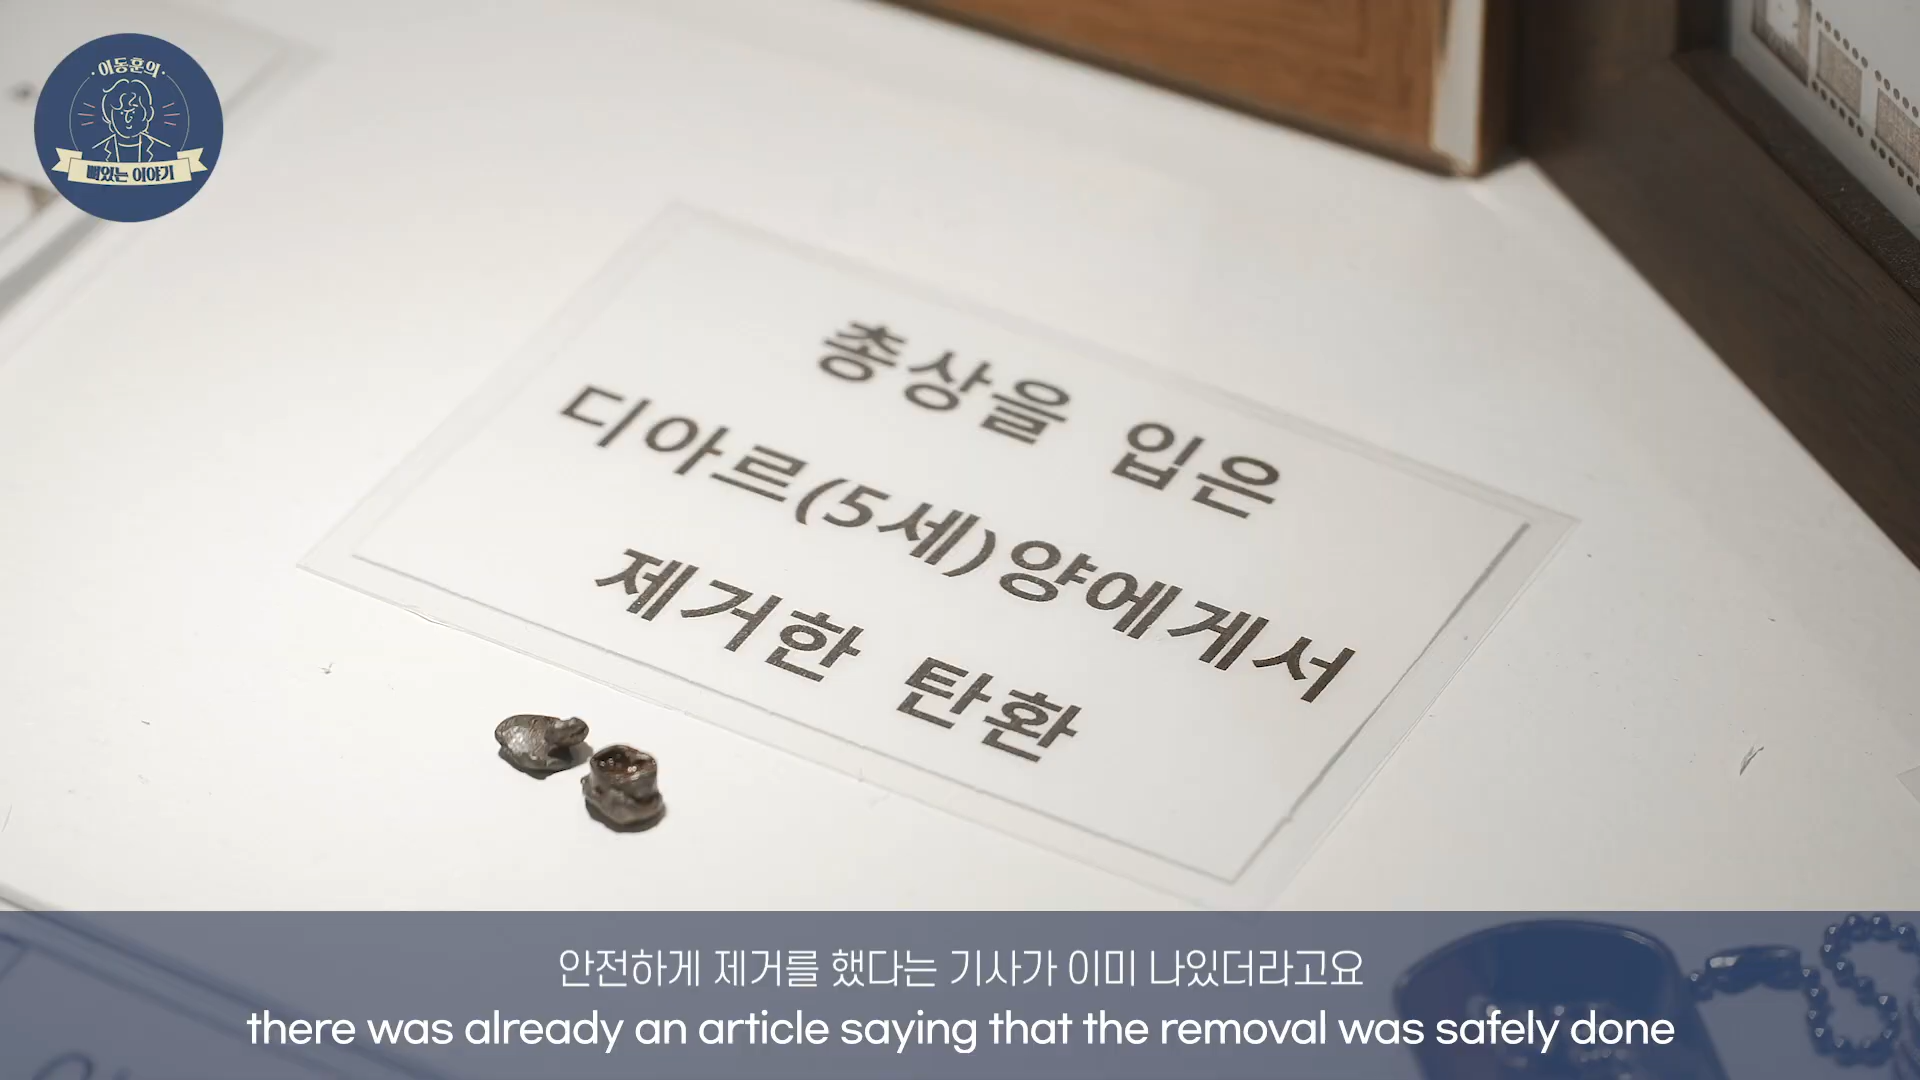 이동훈의
뼈있는 이야기
총상을 입은
디아르(5세)양에게서
제거한 탄환
안전하게 제거를 했다는 기사가 이미 나있더라고요
there was already an article saying that the removal was safely done